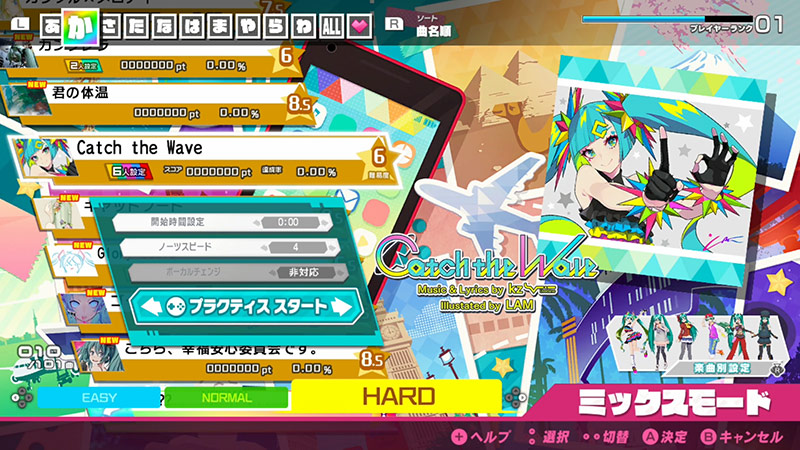 L あ か さ た な は ま や ら わ ALL R
ソート
曲名順
プレイヤーランク 01
NEW
6
2人設定 0000000 pt 0.00 %
NEW
君の体温
0000000 pt 0.00 %
8.5
Catch the Wave
6人設定 スコア 0000000 pt 達成率 0.00 %
6
難易度
NEW
開始時間設定 0:00
ノーツスピード 4
ボーカルチェンジ 非対応
プラクティス スタート
NEW
NEW
NEW
こちら、幸福安心委員会です。
0000000 pt 0.00 %
8.5
010
/101曲
Catch the Wave
Music & Lyrics by kz
Illustated by LAM
楽曲別設定
EASY NORMAL HARD
ミックスモード
+ ヘルプ 選択 切替 A 決定 B キャンセル